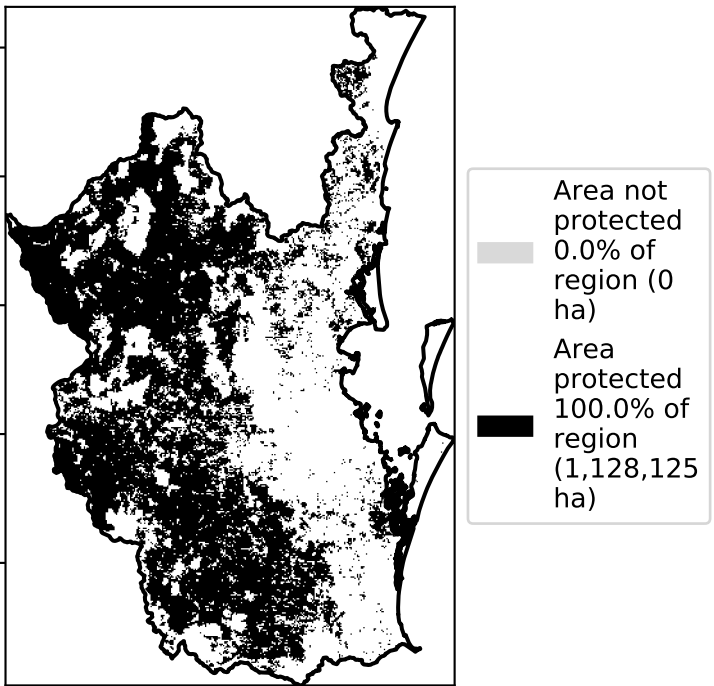 Area not
protected
0.0% of
region (0
ha)
Area
protected
100.0% of
region
(1,128,125
ha)